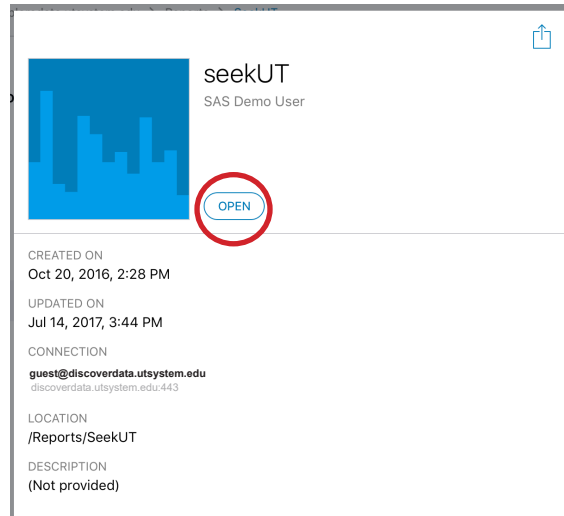 seekUT
SAS Demo User
OPEN
CREATED ON
Oct 20, 2016, 2:28 PM
UPDATED ON
Jul 14, 2017, 3:44 PM
CONNECTION
guest@discoverdata.utsystem.edu
discoverdata.utsystem.edu:443
LOCATION
/Reports/SeekUT
DESCRIPTION
(Not provided)